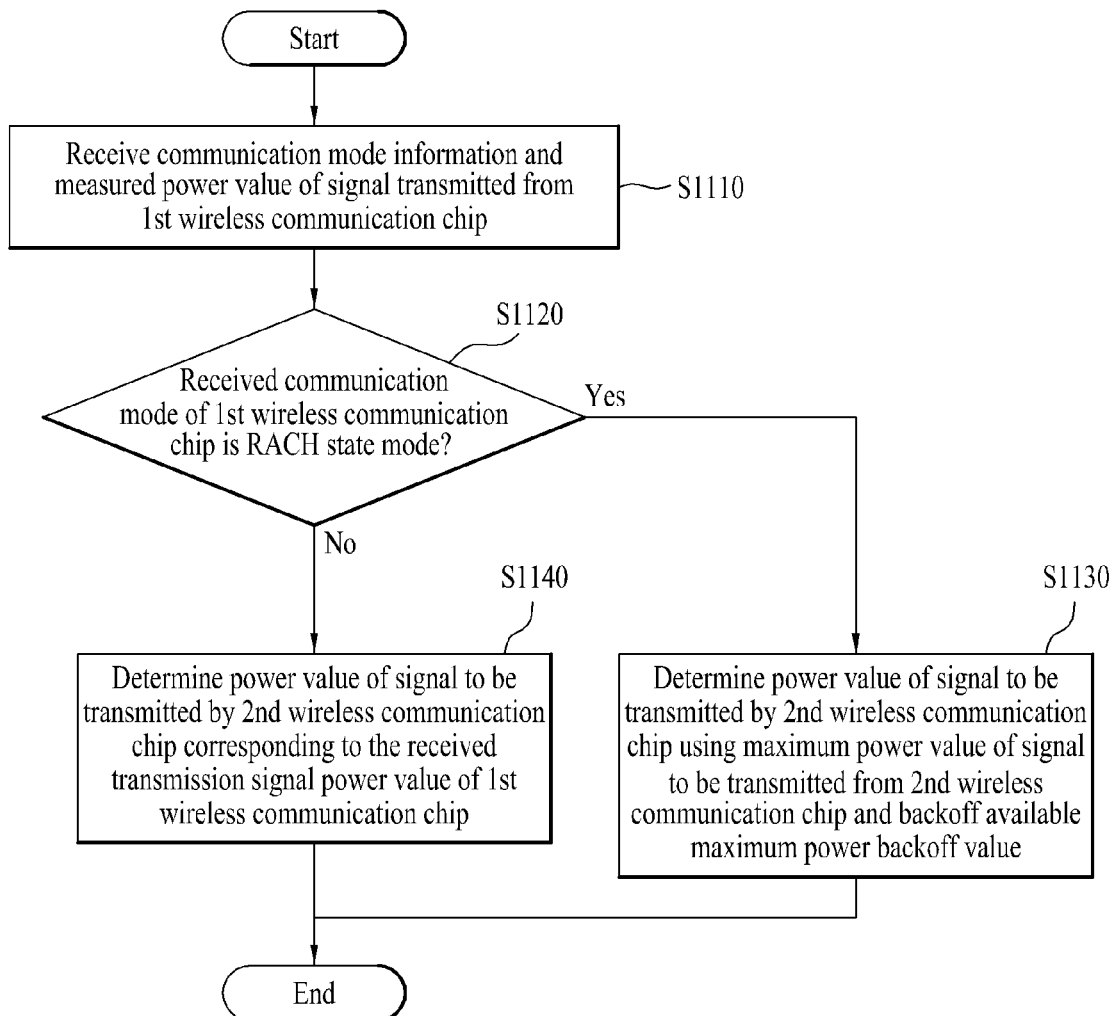 Start
Receive communication mode information and
measured power value of signal transmitted from
1st wireless communication chip
S1110
S1120
Received communication
mode of 1st wireless communication
chip is RACH state mode?
Yes
No
S1140
S1130
Determine power value of signal to be
transmitted by 2nd wireless communication
chip corresponding to the received
transmission signal power value of 1st
wireless communication chip
Determine power value of signal to be
transmitted by 2nd wireless communication
chip using maximum power value of signal
to be transmitted from 2nd wireless
communication chip and backoff available
maximum power backoff value
End